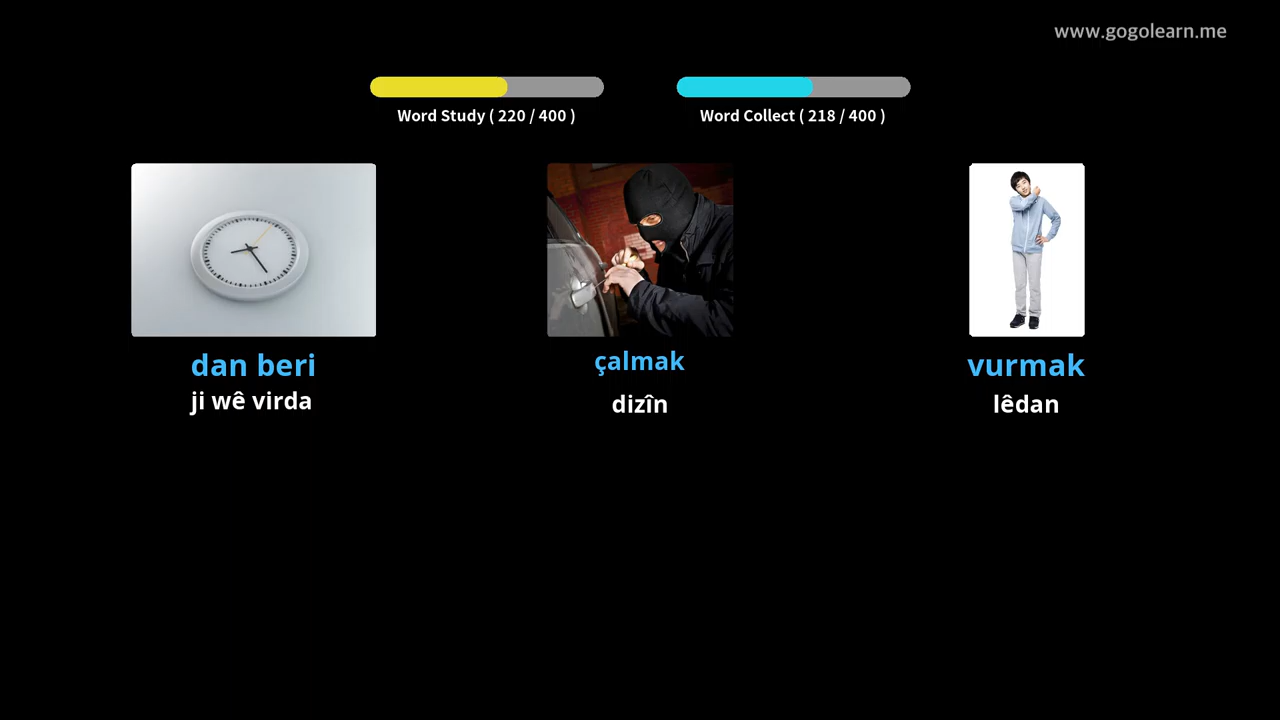 www.gogolearn.me
Word Study ( 220 / 400 )
Word Collect ( 218 / 400 )
dan beri
ji wê virda
çalmak
dizîn
vurmak
lêdan